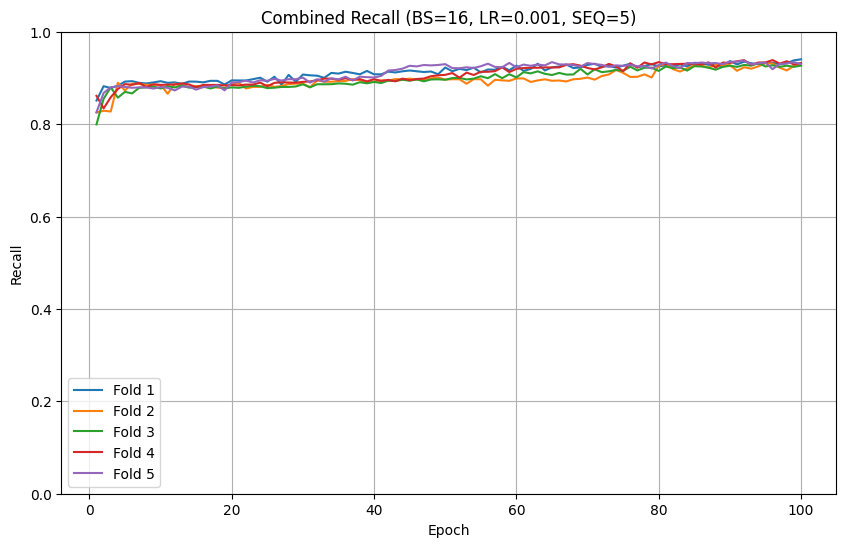 Combined Recall (BS=16, LR=0.001, SEQ=5)
1.0
0.8
0.6
0.4
0.2
0.0
Recall
Fold 1
Fold 2
Fold 3
Fold 4
Fold 5
0 20 40 60 80 100
Epoch